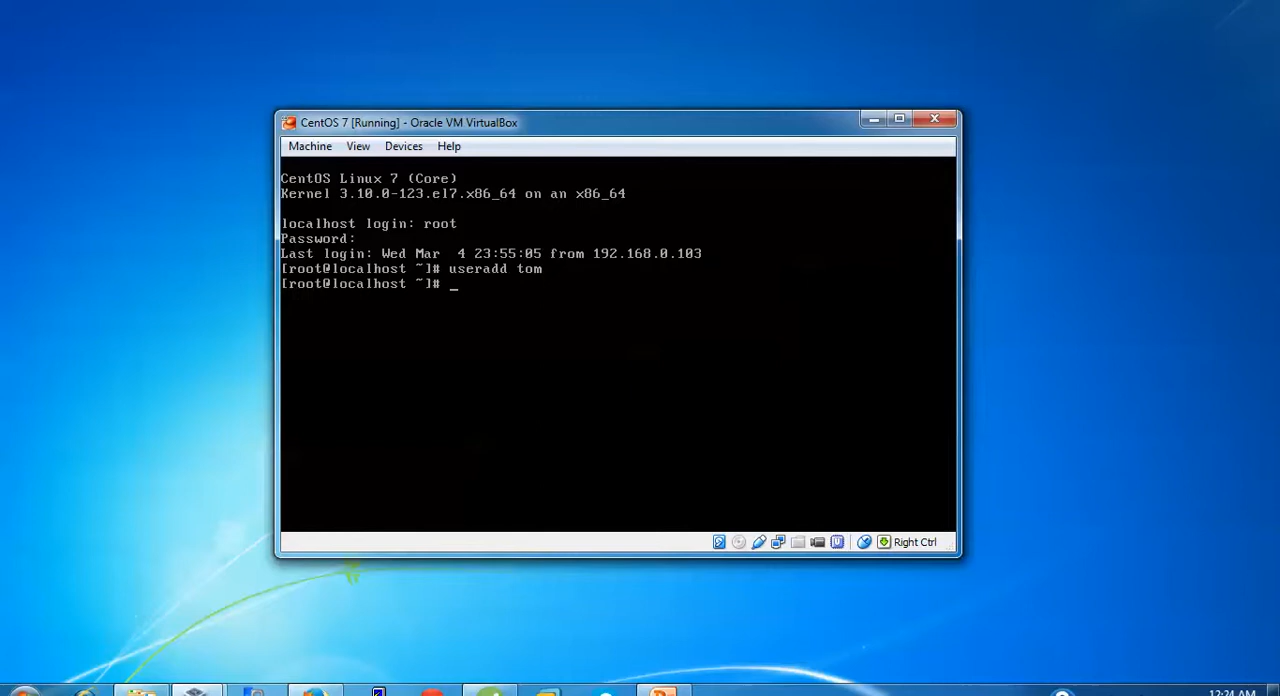 CentOS 7 [Running] - Oracle VM VirtualBox
Machine View Devices Help
CentOS Linux 7 (Core)
Kernel 3.10.0-123.el7.x86_64 on an x86_64
localhost login: root
Password:
Last login: Wed Mar  4 23:55:05 from 192.168.0.103
[root@localhost ~]# useradd tom
[root@localhost ~]# _
Right Ctrl
12:24 AM